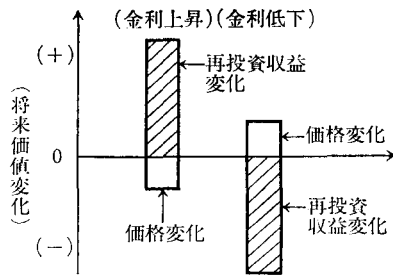 (金利上昇)(金利低下)
(+)
再投資収益
変化
価格変化
0
(将来価値変化)
再投資
収益変化
価格変化
(−)